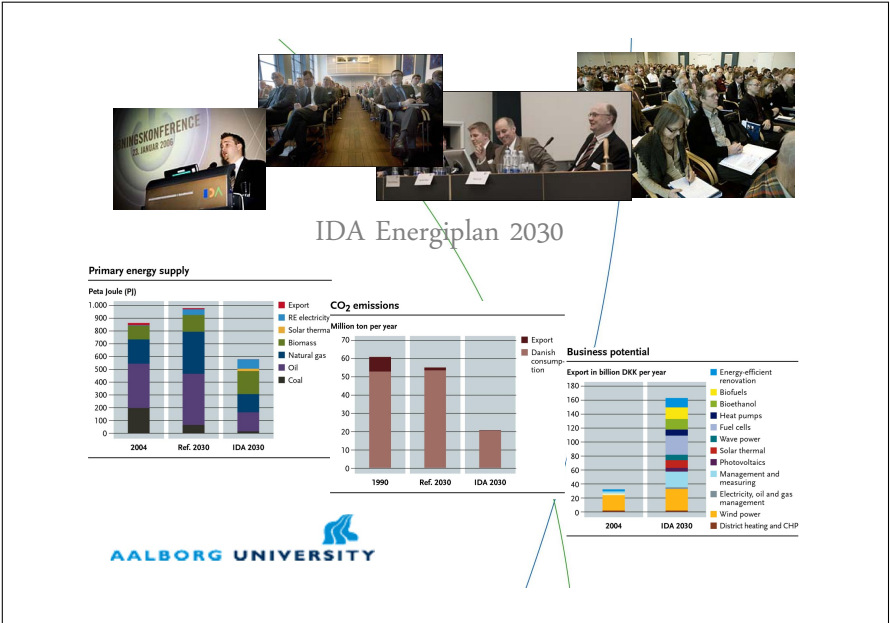 NINGSKONFERENCE
23. JANUAR 2006
IDA
IDA Energiplan 2030
Primary energy supply
Peta Joule (PJ)
1.000
900
800
700
600
500
400
300
200
100
0
2004
Ref. 2030
IDA 2030
Export
RE electricity
Solar therma
Biomass
Natural gas
Oil
Coal
CO2 emissions
Million ton per year
70
60
50
40
30
20
10
0
1990
Ref. 2030
IDA 2030
Export
Danish
consump-
tion
Business potential
Export in billion DKK per year
180
160
140
120
100
80
60
40
20
0
2004
IDA 2030
Energy-efficient
renovation
Biofuels
Bioethanol
Heat pumps
Fuel cells
Wave power
Solar thermal
Photovoltaics
Management and
measuring
Electricity, oil and gas
management
Wind power
District heating and CHP
AALBORG UNIVERSITY